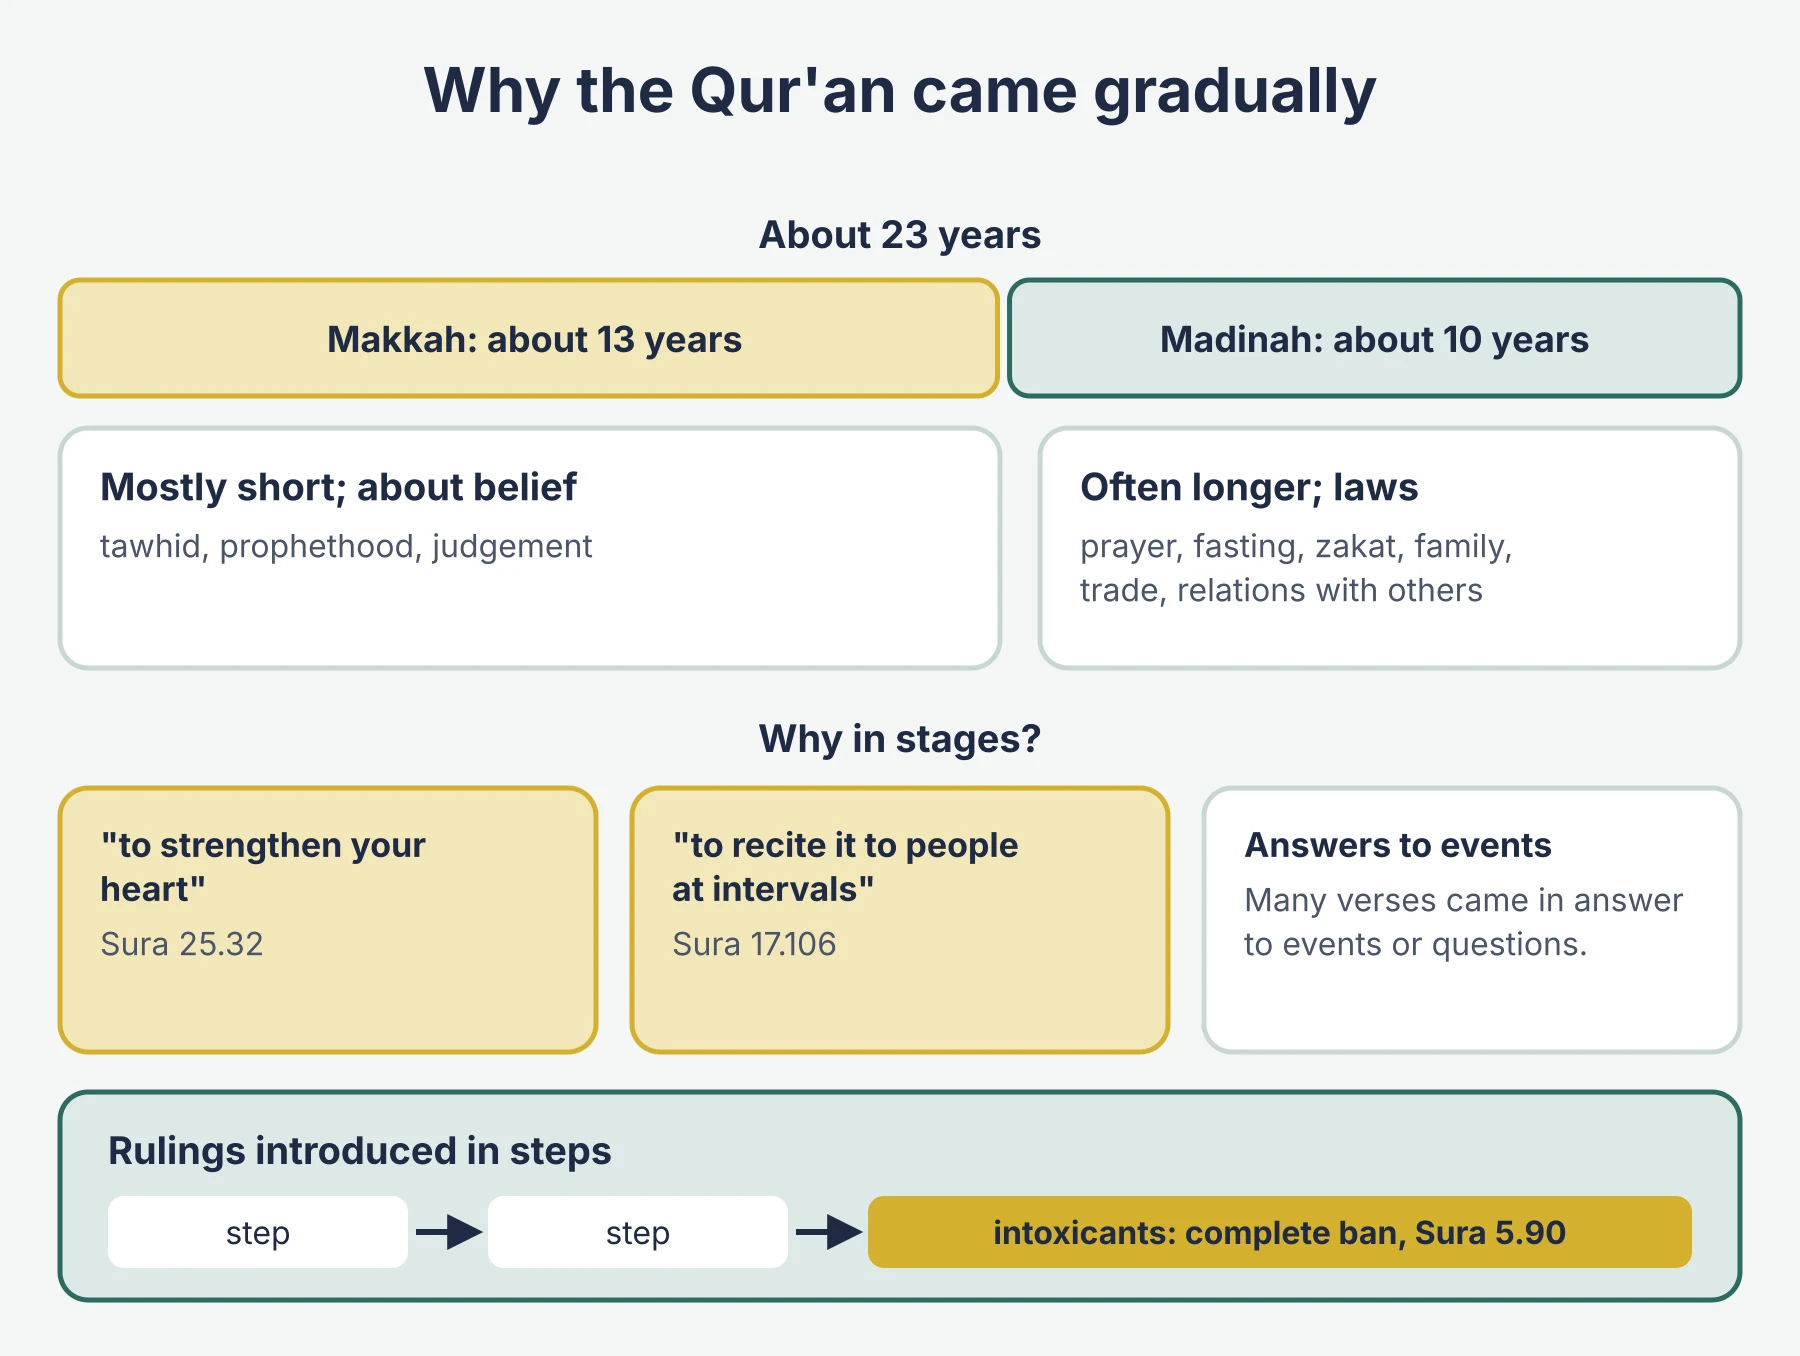 Why the Qur'an came gradually
About 23 years
Makkah: about 13 years
Madinah: about 10 years
Mostly short; about belief
tawhid, prophethood, judgement
Often longer; laws
prayer, fasting, zakat, family,
trade, relations with others
Why in stages?
"to strengthen your
heart"
Sura 25.32
"to recite it to people
at intervals"
Sura 17.106
Answers to events
Many verses came in answer
to events or questions.
Rulings introduced in steps
step
step
intoxicants: complete ban, Sura 5.90